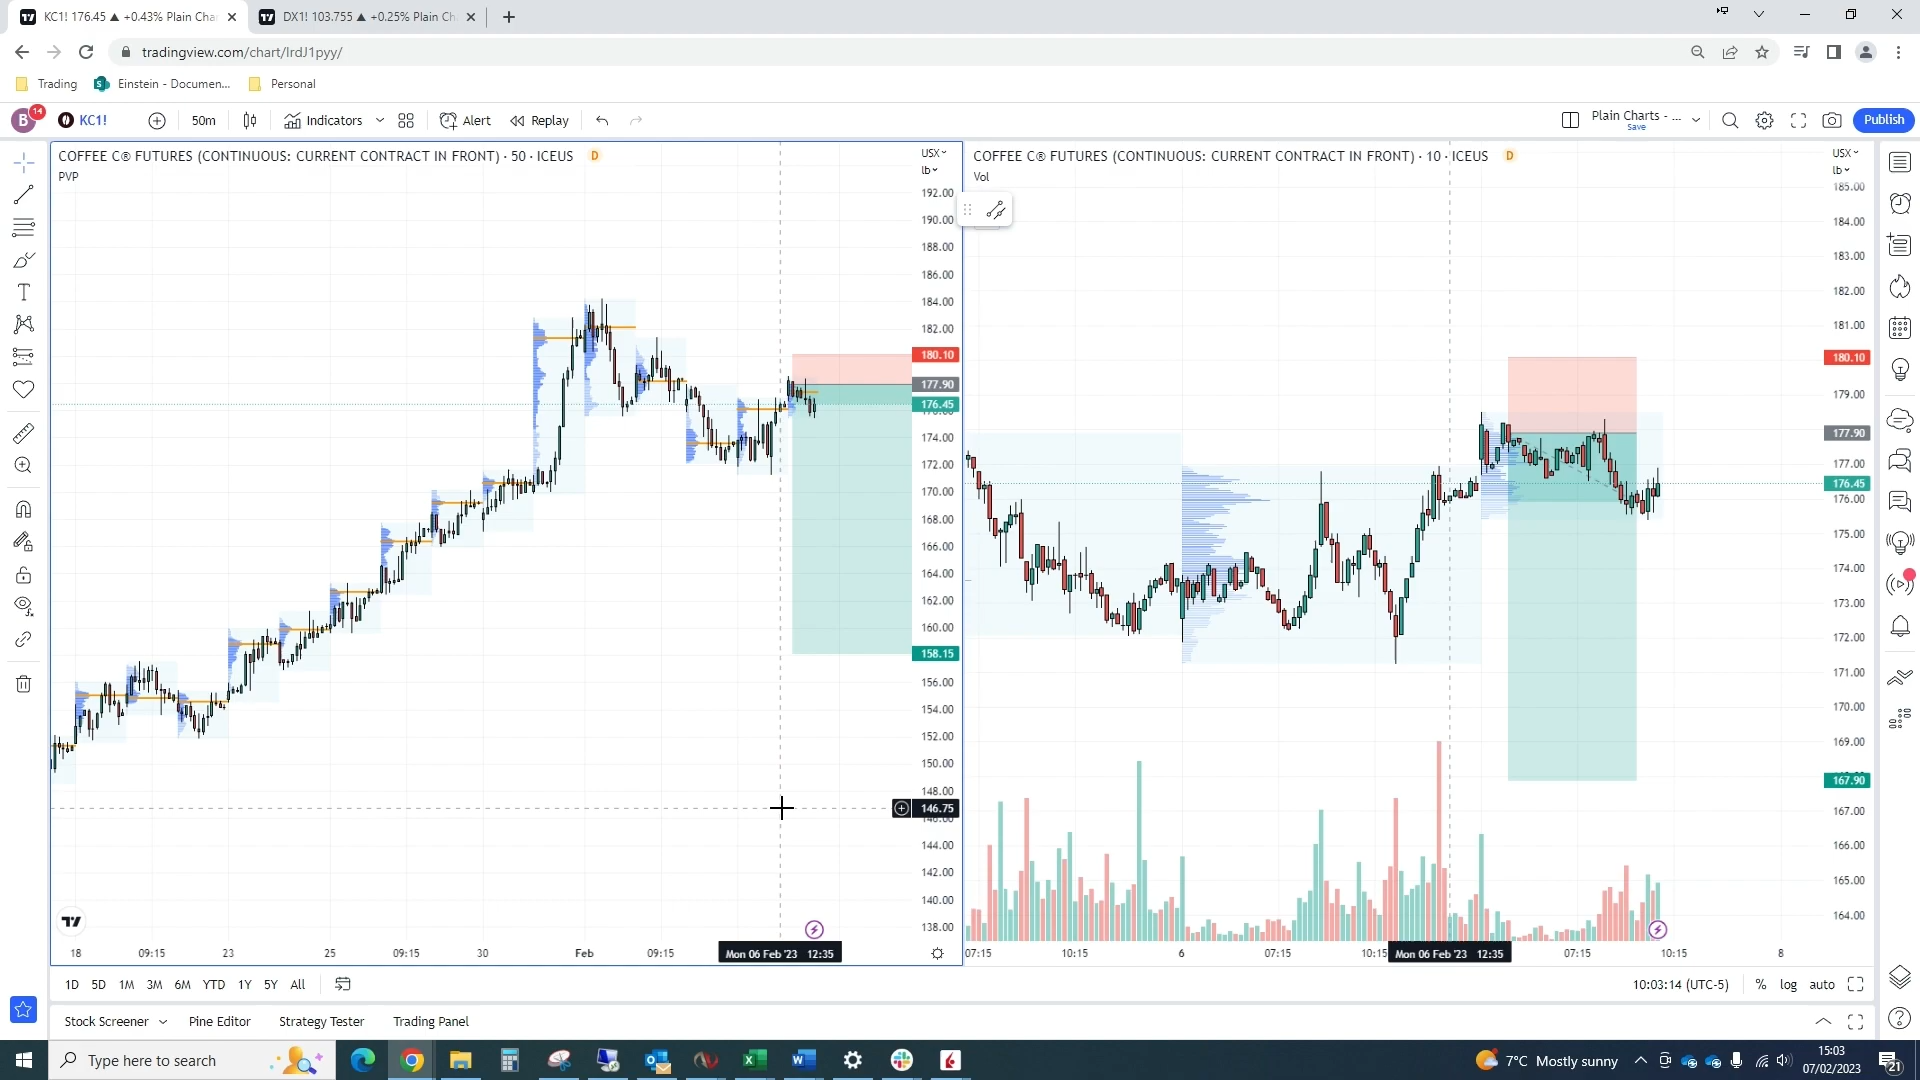 KC1! 176.45 ▲ +0.43% Plain Cha
DX1! 103.755 ▲ +0.25% Plain Ch
tradingview.com/chart/IrdJ1pyy/
Trading
Einstein - Documen...
Personal
B
14
KC1!
50m
Indicators
Alert
Replay
Plain Charts - ...
Save
Publish
COFFEE C® FUTURES (CONTINUOUS: CURRENT CONTRACT IN FRONT) · 50 · ICEUS
D
PVP
USX
lb
192.00
190.00
188.00
186.00
184.00
182.00
180.10
177.90
176.45
174.00
172.00
170.00
168.00
166.00
164.00
162.00
160.00
158.15
156.00
154.00
152.00
150.00
148.00
146.75
144.00
142.00
140.00
138.00
18
09:15
23
25
09:15
30
Feb
09:15
Mon 06 Feb '23 12:35
COFFEE C® FUTURES (CONTINUOUS: CURRENT CONTRACT IN FRONT) · 10 · ICEUS
D
Vol
USX
lb
185.00
184.00
183.00
182.00
181.00
180.10
179.00
177.90
177.00
176.45
176.00
175.00
174.00
173.00
172.00
171.00
170.00
169.00
167.90
167.00
166.00
165.00
164.00
07:15
10:15
6
07:15
10:15
Mon 06 Feb '23 12:35
07:15
10:15
8
1D 5D 1M 3M 6M YTD 1Y 5Y All
10:03:14 (UTC-5)
% log auto
Stock Screener
Pine Editor
Strategy Tester
Trading Panel
Type here to search
7°C Mostly sunny
15:03
07/02/2023
21